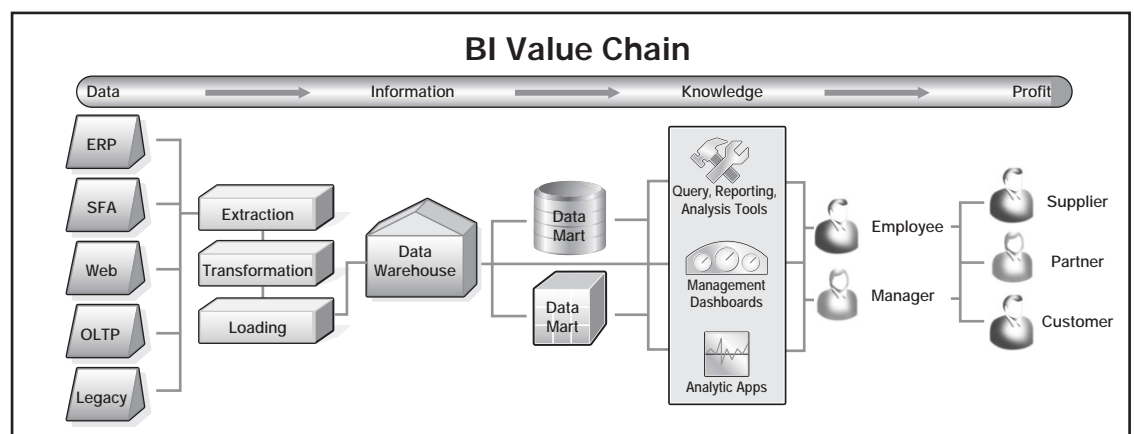 BI Value Chain
Data
Information
Knowledge
Profit
ERP
SFA
Web
OLTP
Legacy
Extraction
Transformation
Loading
Data
Warehouse
Data
Mart
Data
Mart
Query, Reporting,
Analysis Tools
Management
Dashboards
Analytic Apps
Employee
Manager
Supplier
Partner
Customer